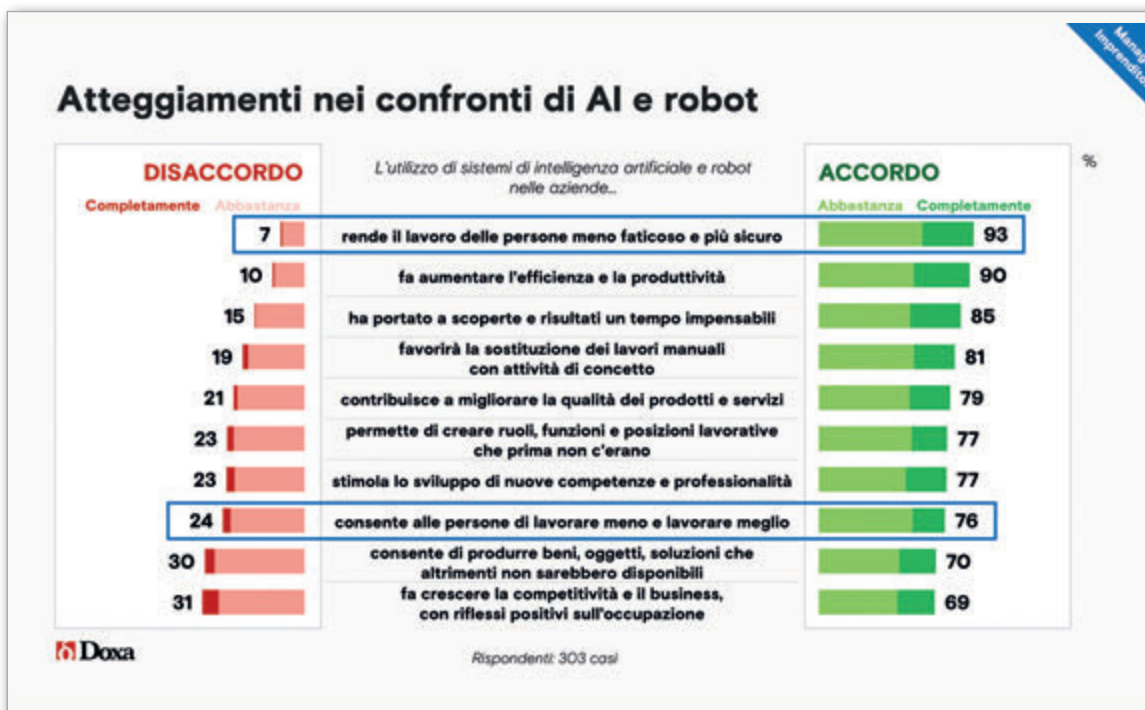 Atteggiamenti nei confronti di AI e robot
DISACCORDO
Completamente Abbastanza
L'utilizzo di sistemi di intelligenza artificiale e robot
nelle aziende...
ACCORDO
Abbastanza Completamente
%
7 rende il lavoro delle persone meno faticoso e più sicuro 93
10 fa aumentare l'efficienza e la produttività 90
15 ha portato a scoperte e risultati un tempo impensabili 85
19 favorirà la sostituzione dei lavori manuali
con attività di concetto 81
21 contribuisce a migliorare la qualità dei prodotti e servizi 79
23 permette di creare ruoli, funzioni e posizioni lavorative
che prima non c'erano 77
23 stimola lo sviluppo di nuove competenze e professionalità 77
24 consente alle persone di lavorare meno e lavorare meglio 76
30 consente di produrre beni, oggetti, soluzioni che
altrimenti non sarebbero disponibili 70
31 fa crescere la competitività e il business,
con riflessi positivi sull'occupazione 69
Doxa
Rispondenti: 303 casi